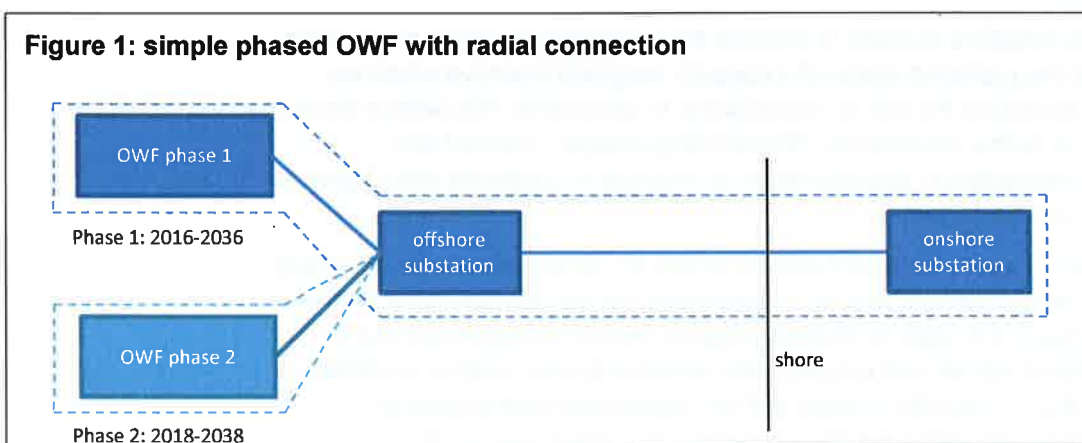 Figure 1: simple phased OWF with radial connection
OWF phase 1
Phase 1: 2016-2036
offshore
substation
onshore
substation
OWF phase 2
shore
Phase 2: 2018-2038